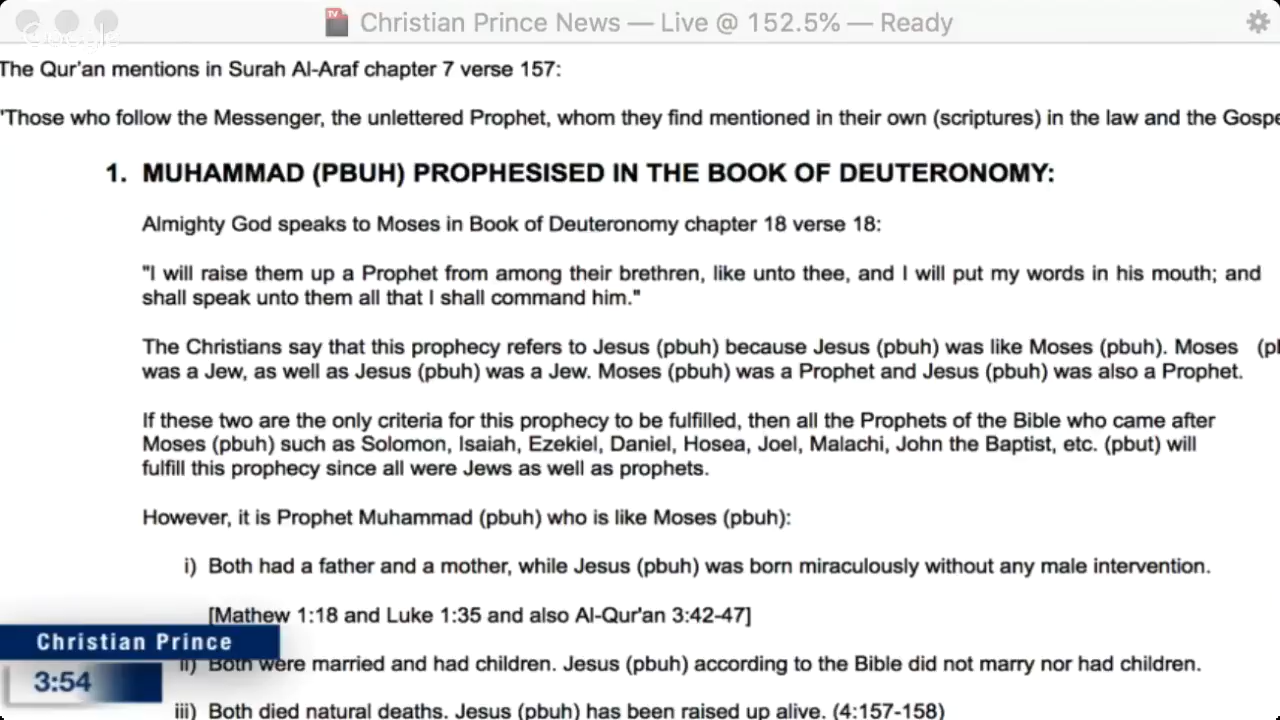 Christian Prince News — Live @ 152.5% — Ready
Google
The Qur'an mentions in Surah Al-Araf chapter 7 verse 157:
"Those who follow the Messenger, the unlettered Prophet, whom they find mentioned in their own (scriptures) in the law and the Gospe
1. MUHAMMAD (PBUH) PROPHESISED IN THE BOOK OF DEUTERONOMY:
Almighty God speaks to Moses in Book of Deuteronomy chapter 18 verse 18:
"I will raise them up a Prophet from among their brethren, like unto thee, and I will put my words in his mouth; and
shall speak unto them all that I shall command him."
The Christians say that this prophecy refers to Jesus (pbuh) because Jesus (pbuh) was like Moses (pbuh). Moses (pl
was a Jew, as well as Jesus (pbuh) was a Jew. Moses (pbuh) was a Prophet and Jesus (pbuh) was also a Prophet.
If these two are the only criteria for this prophecy to be fulfilled, then all the Prophets of the Bible who came after
Moses (pbuh) such as Solomon, Isaiah, Ezekiel, Daniel, Hosea, Joel, Malachi, John the Baptist, etc. (pbut) will
fulfill this prophecy since all were Jews as well as prophets.
However, it is Prophet Muhammad (pbuh) who is like Moses (pbuh):
i) Both had a father and a mother, while Jesus (pbuh) was born miraculously without any male intervention.
[Mathew 1:18 and Luke 1:35 and also Al-Qur'an 3:42-47]
Christian Prince
ii) Both were married and had children. Jesus (pbuh) according to the Bible did not marry nor had children.
3:54
iii) Both died natural deaths. Jesus (pbuh) has been raised up alive. (4:157-158)